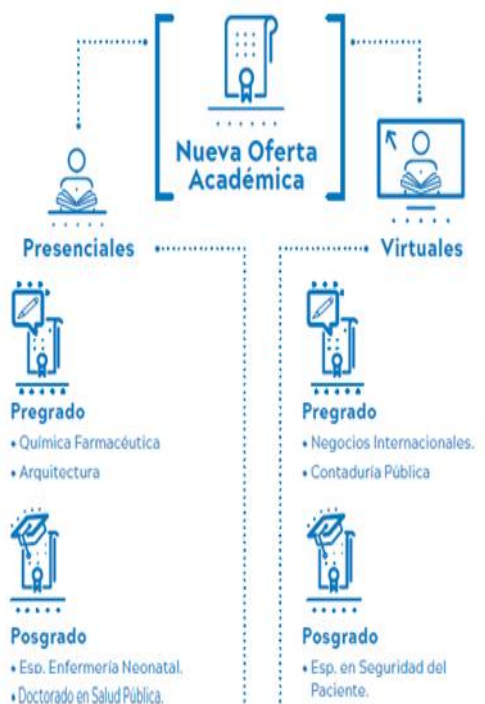 Nueva Oferta
Académica
Presenciales
Pregrado
• Química Farmacéutica
• Arquitectura
Posgrado
• Esp. Enfermería Neonatal.
• Doctorado en Salud Pública.
Virtuales
Pregrado
• Negocios Internacionales.
• Contaduría Pública
Posgrado
• Esp. en Seguridad del
Paciente.